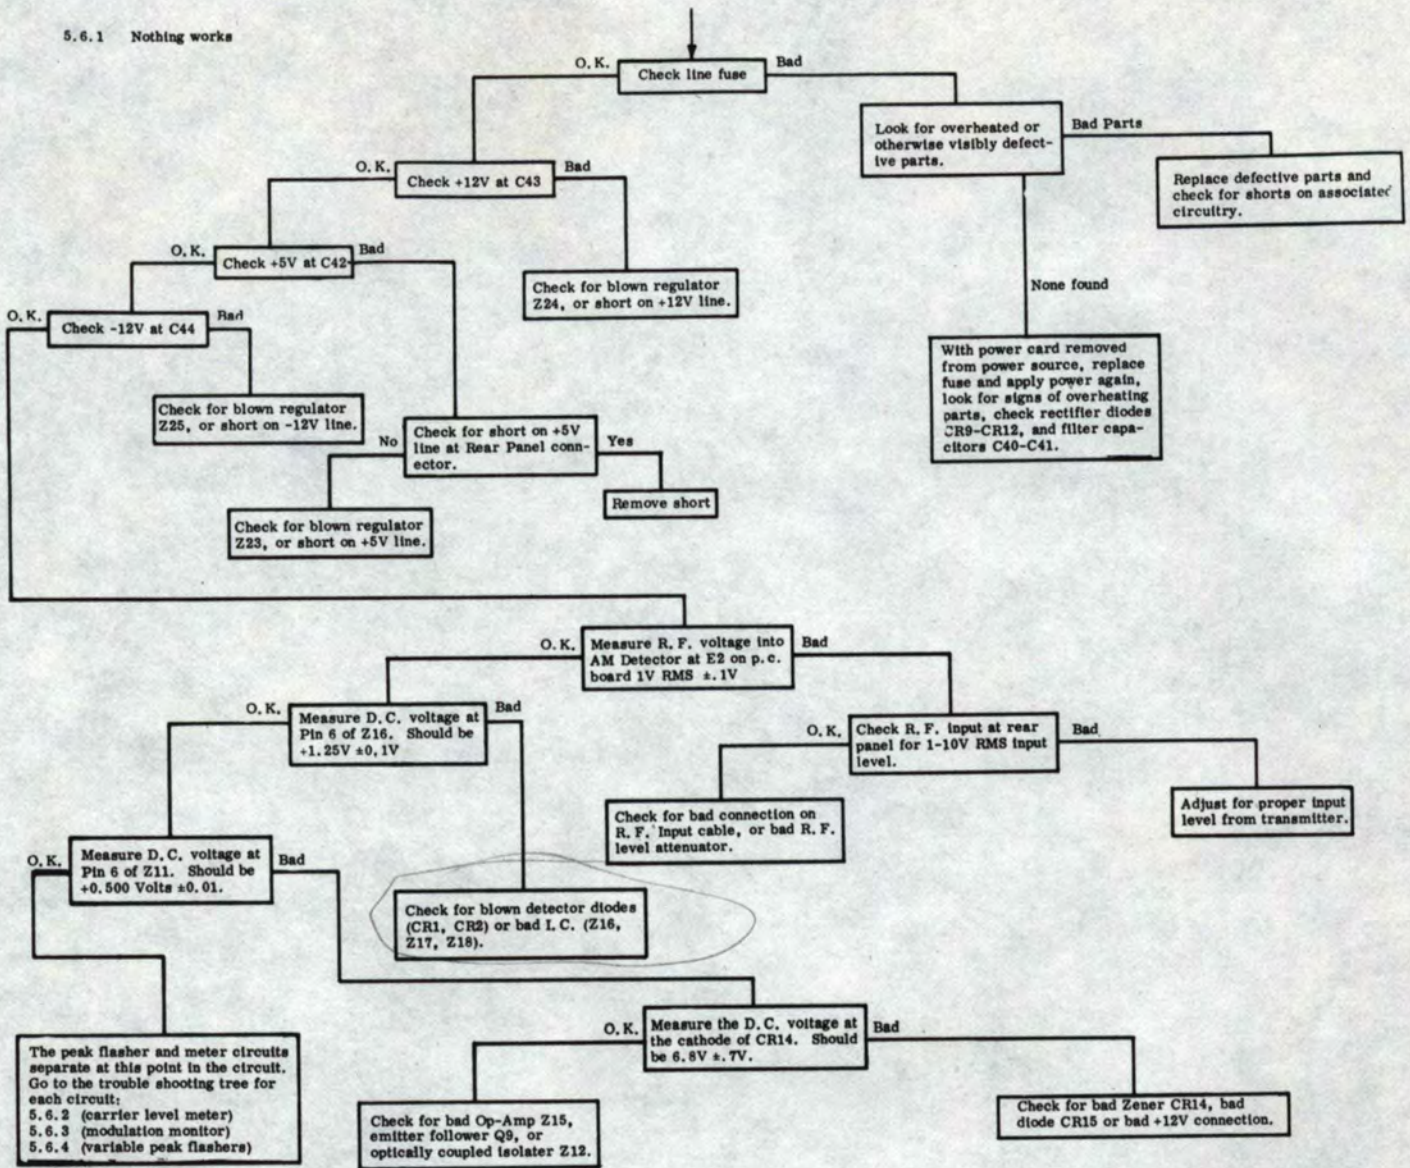 5.6.1 Nothing works
O.K.
Check line fuse
Bad
Look for overheated or
otherwise visibly defect-
ive parts.
Bad Parts
Replace defective parts and
check for shorts on associated
circuitry.
O.K.
Check +12V at C43
Bad
O.K.
Check +5V at C42
Bad
Check for blown regulator
Z24, or short on +12V line.
None found
O.K.
Check -12V at C44
Bad
With power card removed
from power source, replace
fuse and apply power again,
look for signs of overheating
parts, check rectifier diodes
CR9-CR12, and filter capa-
citors C40-C41.
Check for blown regulator
Z25, or short on -12V line.
No
Check for short on +5V
line at Rear Panel conn-
ector.
Yes
Remove short
Check for blown regulator
Z23, or short on +5V line.
O.K.
Measure R.F. voltage into
AM Detector at E2 on p.c.
board 1V RMS ±.1V
Bad
O.K.
Measure D.C. voltage at
Pin 6 of Z16. Should be
+1.25V ±0,1V
Bad
O.K.
Check R.F. input at rear
panel for 1-10V RMS input
level.
Bad
Check for bad connection on
R.F. Input cable, or bad R.F.
level attenuator.
Adjust for proper input
level from transmitter.
O.K.
Measure D.C. voltage at
Pin 6 of Z11. Should be
+0.500 Volts ±0.01.
Bad
Check for blown detector diodes
(CR1, CR2) or bad I.C. (Z16,
Z17, Z18).
O.K.
Measure the D.C. voltage at
the cathode of CR14. Should
be 6.8V ±.7V.
Bad
The peak flasher and meter circuits
separate at this point in the circuit.
Go to the trouble shooting tree for
each circuit:
5.6.2 (carrier level meter)
5.6.3 (modulation monitor)
5.6.4 (variable peak flashers)
Check for bad Op-Amp Z15,
emitter follower Q9, or
optically coupled isolater Z12.
Check for bad Zener CR14, bad
diode CR15 or bad +12V connection.